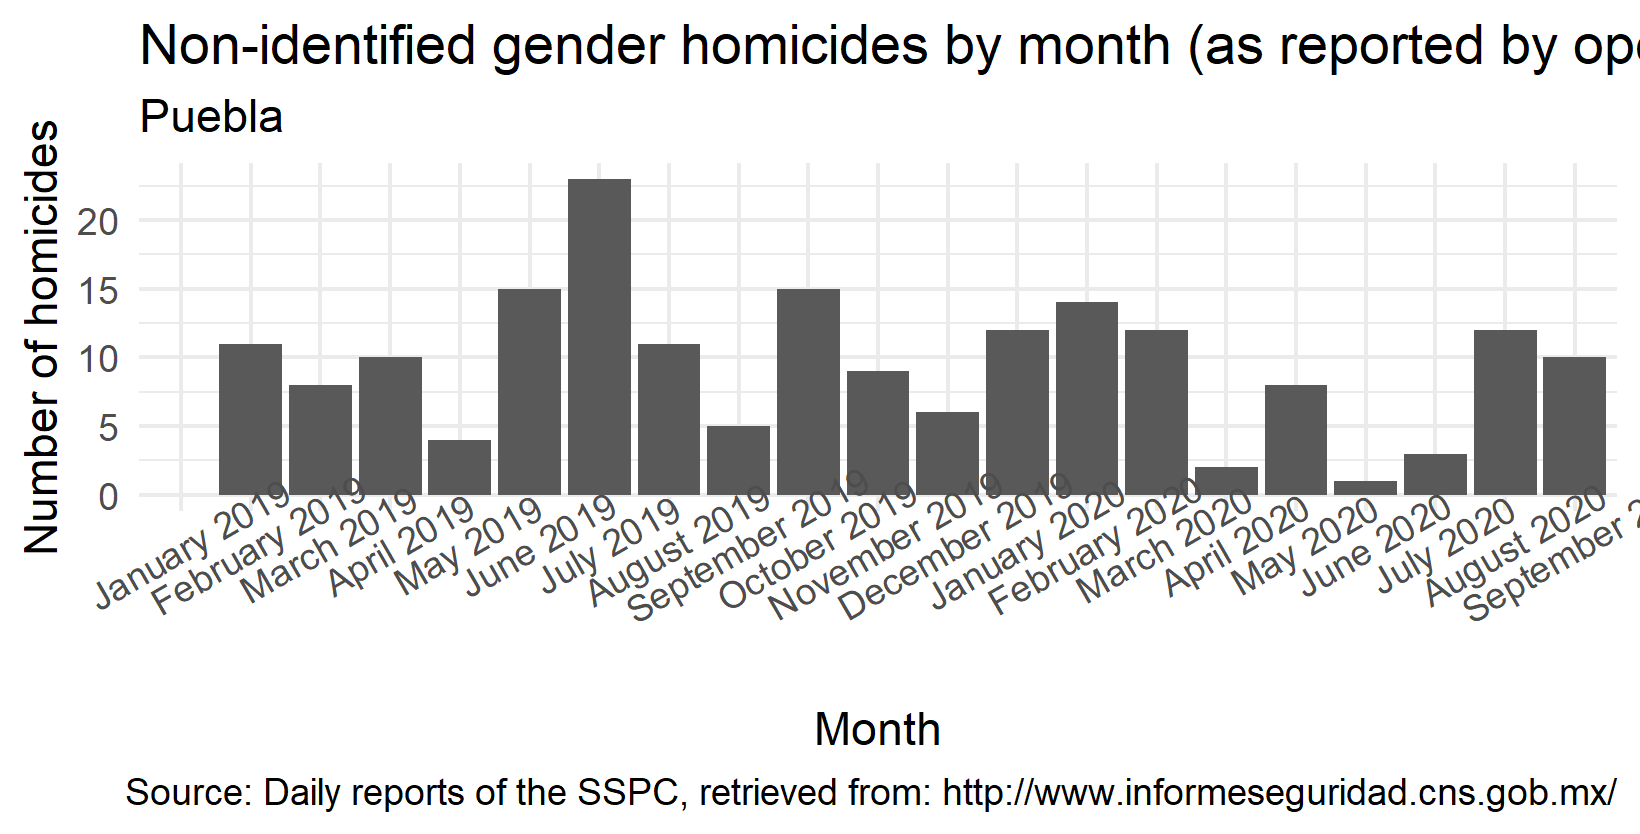 Non-identified gender homicides by month (as reported by op
Puebla
Number of homicides
20
15
10
5
0
January 2019
February 2019
March 2019
April 2019
May 2019
June 2019
July 2019
August 2019
September 2019
October 2019
November 2019
December 2019
January 2020
February 2020
March 2020
April 2020
May 2020
June 2020
July 2020
August 2020
September 2
Month
Source: Daily reports of the SSPC, retrieved from: http://www.informeseguridad.cns.gob.mx/